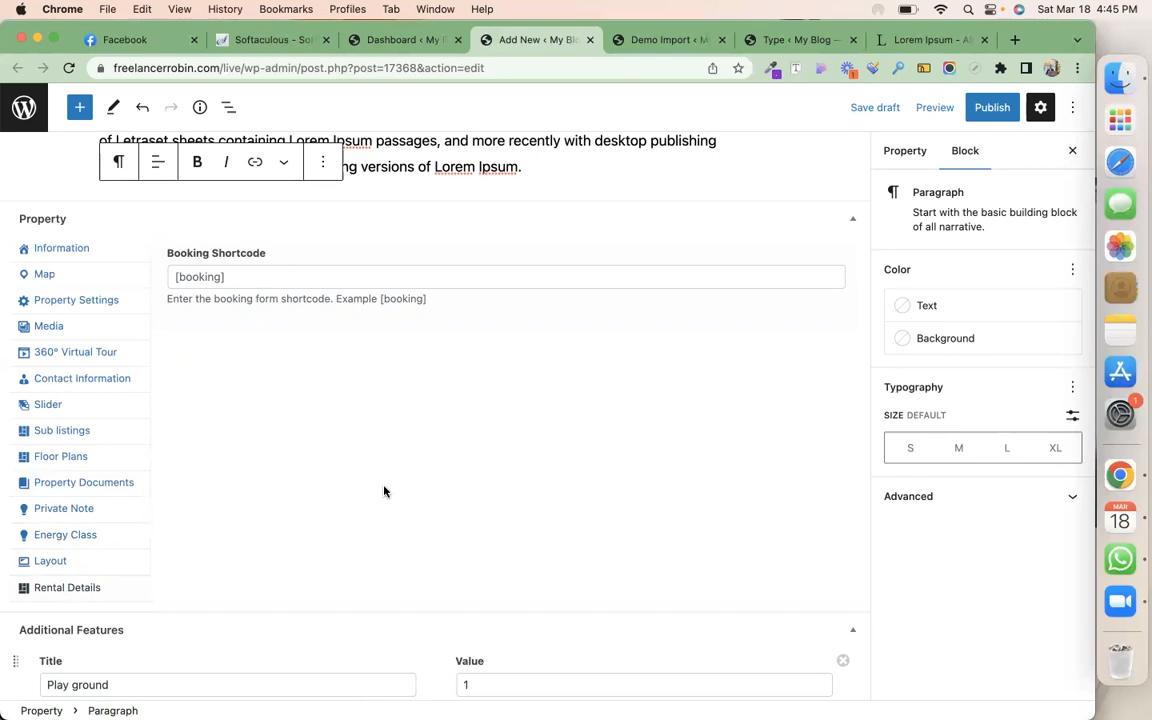 Chrome File Edit View History Bookmarks Profiles Tab Window Help Sat Mar 18 4:45 PM
Facebook Softaculous - Sof Dashboard ‹ My Add New ‹ My Bl Demo Import ‹ M Type ‹ My Blog — Lorem Ipsum - Al
freelancerrobin.com/live/wp-admin/post.php?post=17368&action=edit
Save draft Preview Publish
of Letraset sheets containing Lorem Ipsum passages, and more recently with desktop publishing
B I
ng versions of Lorem Ipsum.
Property Block
Paragraph
Start with the basic building block
of all narrative.
Property
Information
Map
Property Settings
Media
360° Virtual Tour
Contact Information
Slider
Sub listings
Floor Plans
Property Documents
Private Note
Energy Class
Layout
Rental Details
Booking Shortcode
[booking]
Enter the booking form shortcode. Example [booking]
Color
Text
Background
Typography
SIZE DEFAULT
S M L XL
Advanced
Additional Features
Title Value
Play ground 1
Property › Paragraph
1
MAR
18